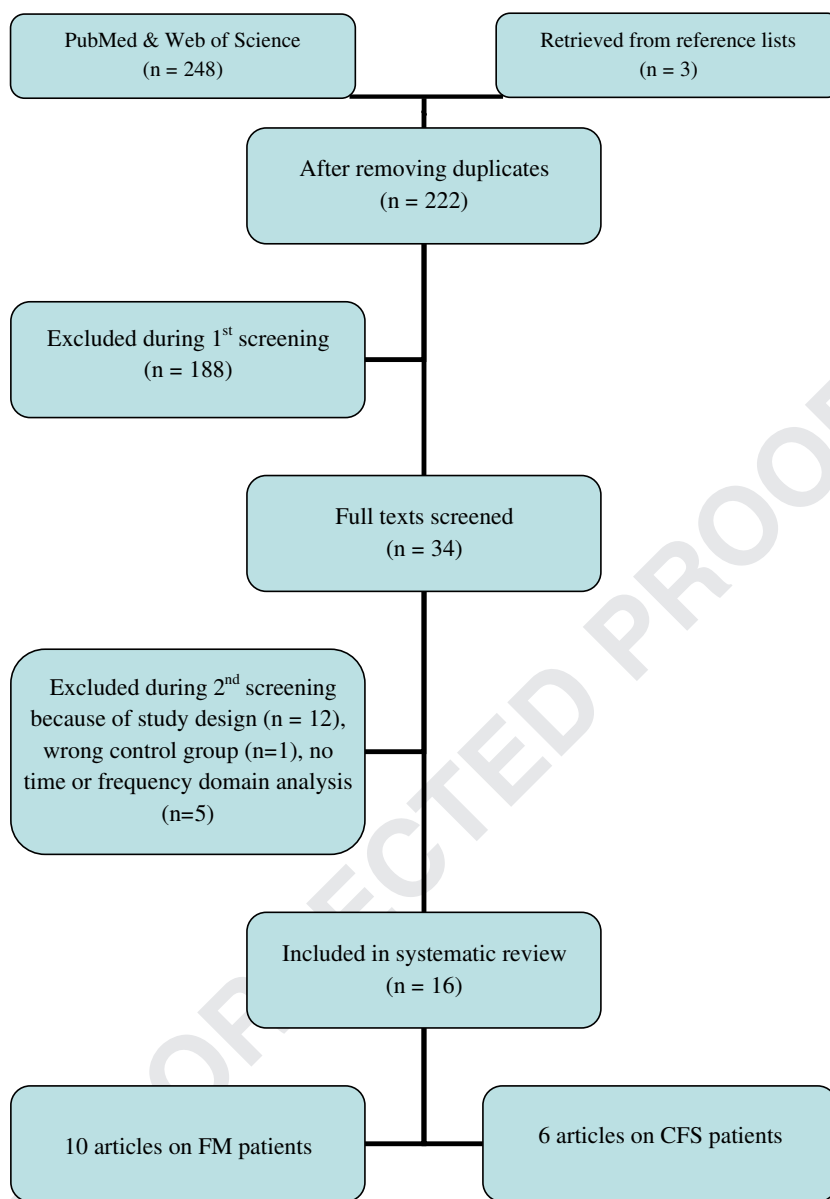 PubMed & Web of Science
(n = 248)
Retrieved from reference lists
(n = 3)
After removing duplicates
(n = 222)
Excluded during 1st screening
(n = 188)
Full texts screened
(n = 34)
Excluded during 2nd screening
because of study design (n = 12),
wrong control group (n=1), no
time or frequency domain analysis
(n=5)
Included in systematic review
(n = 16)
10 articles on FM patients
6 articles on CFS patients